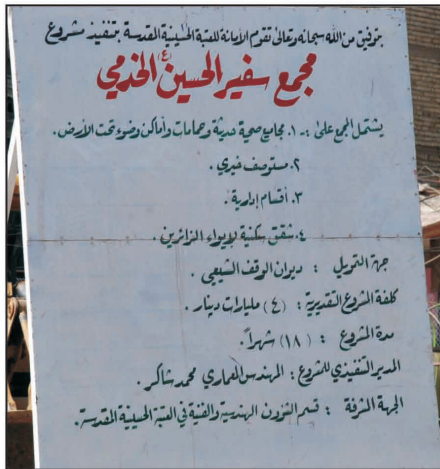 بتوفيق من الله سبحانه وتعالى تقوم الأمانة للعتبة الحسينية المقدسة بتنفيذ مشروع
مجمع سفير الحسين (ع) الخدمي
يشتمل المجمع على :- ١. مجاميع صحية حديثة وحمامات وأماكن وضوء تحت الأرض.
٢. مستوصف خيري .
٣. أقسام إدارية .
٤. شقق سكنية لإيواء الزائرين .
جهة التمويل : ديوان الوقف الشيعي .
كلفة المشروع التقديرية : (٤) مليارات دينار .
مدة المشروع : (١٨) شهراً .
المدير التنفيذي للمشروع : المهندس المعماري محمد شاكر .
الجهة المشرفة : قسم الشؤون الهندسية والفنية في العتبة الحسينية المقدسة .